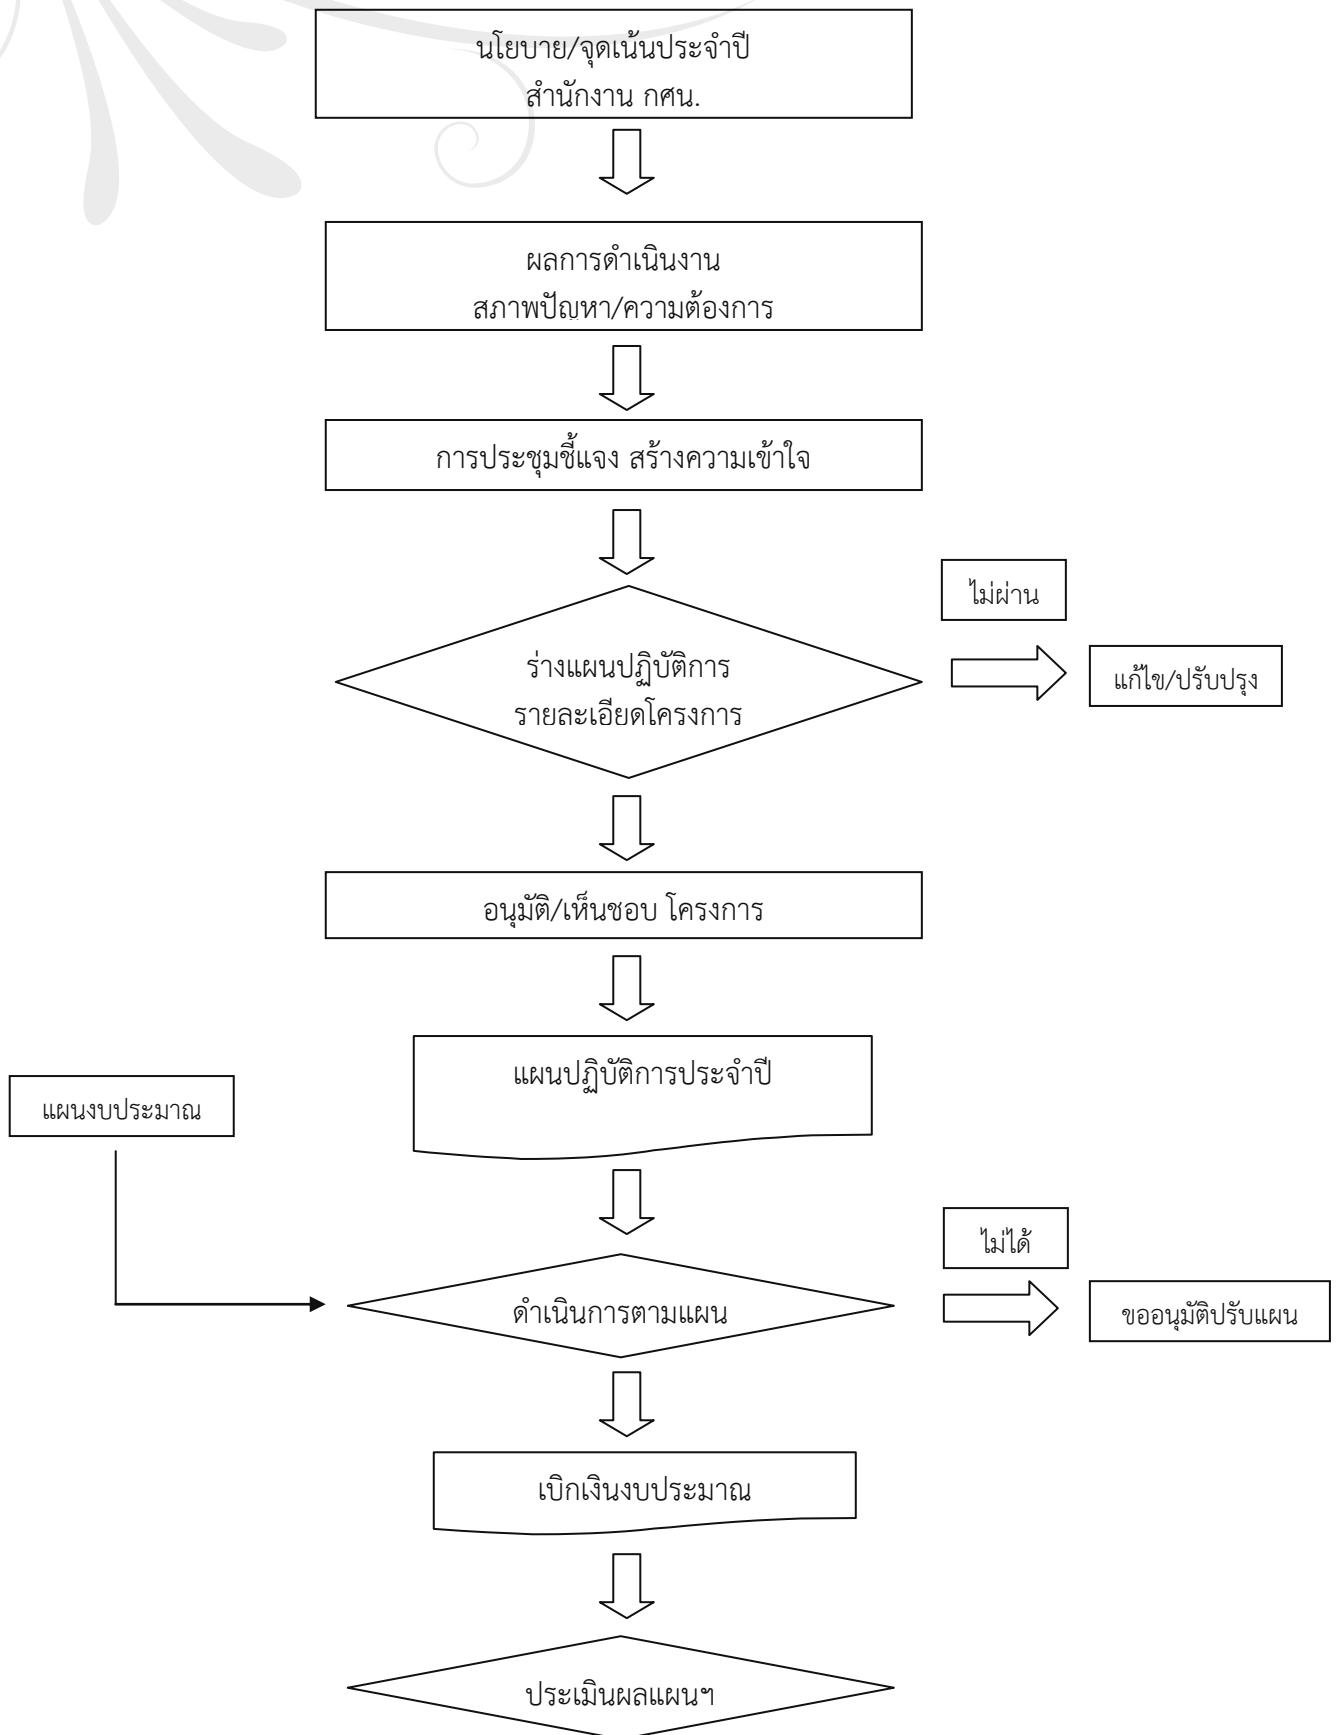 นโยบาย/จุดเน้นประจำปี
สำนักงาน กศน.
ผลการดำเนินงาน
สภาพปัญหา/ความต้องการ
การประชุมชี้แจง สร้างความเข้าใจ
ไม่ผ่าน
ร่างแผนปฏิบัติการ
รายละเอียดโครงการ
แก้ไข/ปรับปรุง
อนุมัติ/เห็นชอบ โครงการ
แผนปฏิบัติการประจำปี
แผนงบประมาณ
ไม่ได้
ดำเนินการตามแผน
ขออนุมัติปรับแผน
เบิกเงินงบประมาณ
ประเมินผลแผนฯ